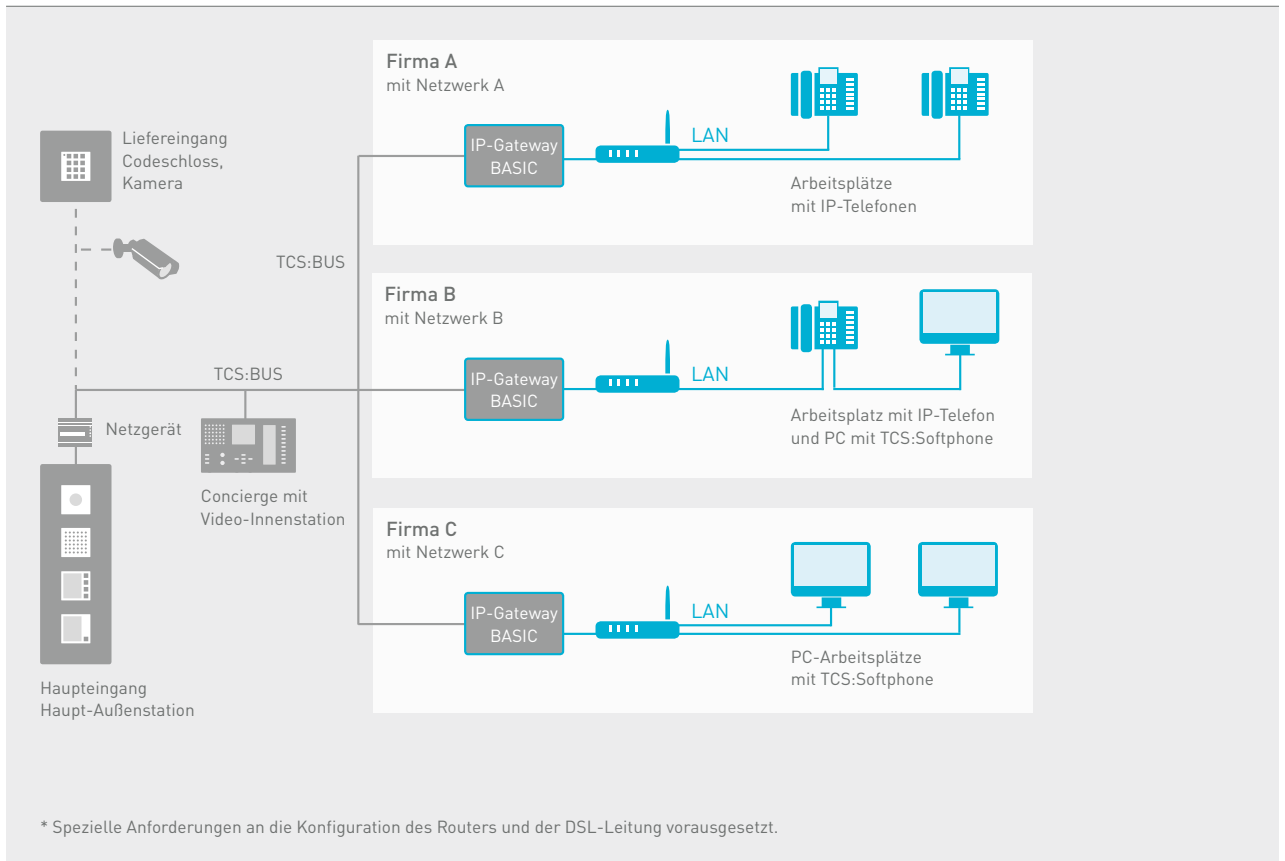 Firma A
mit Netzwerk A
Liefereingang
Codeschloss,
Kamera
IP-Gateway
BASIC
LAN
Arbeitsplätze
mit IP-Telefonen
TCS:BUS
Firma B
mit Netzwerk B
TCS:BUS
IP-Gateway
BASIC
LAN
Netzgerät
Arbeitsplatz mit IP-Telefon
und PC mit TCS:Softphone
Concierge mit
Video-Innenstation
Firma C
mit Netzwerk C
IP-Gateway
BASIC
LAN
PC-Arbeitsplätze
mit TCS:Softphone
Haupteingang
Haupt-Außenstation
* Spezielle Anforderungen an die Konfiguration des Routers und der DSL-Leitung vorausgesetzt.